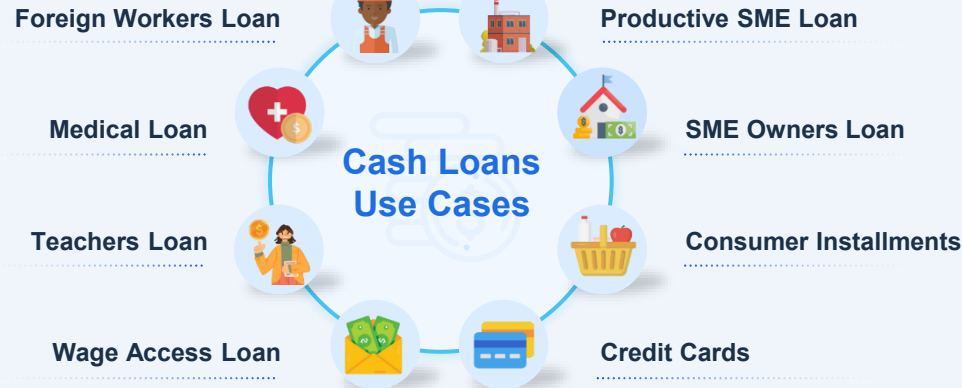 Foreign Workers Loan
Productive SME Loan
Medical Loan
SME Owners Loan
Cash Loans
Use Cases
Teachers Loan
Consumer Installments
Wage Access Loan
Credit Cards